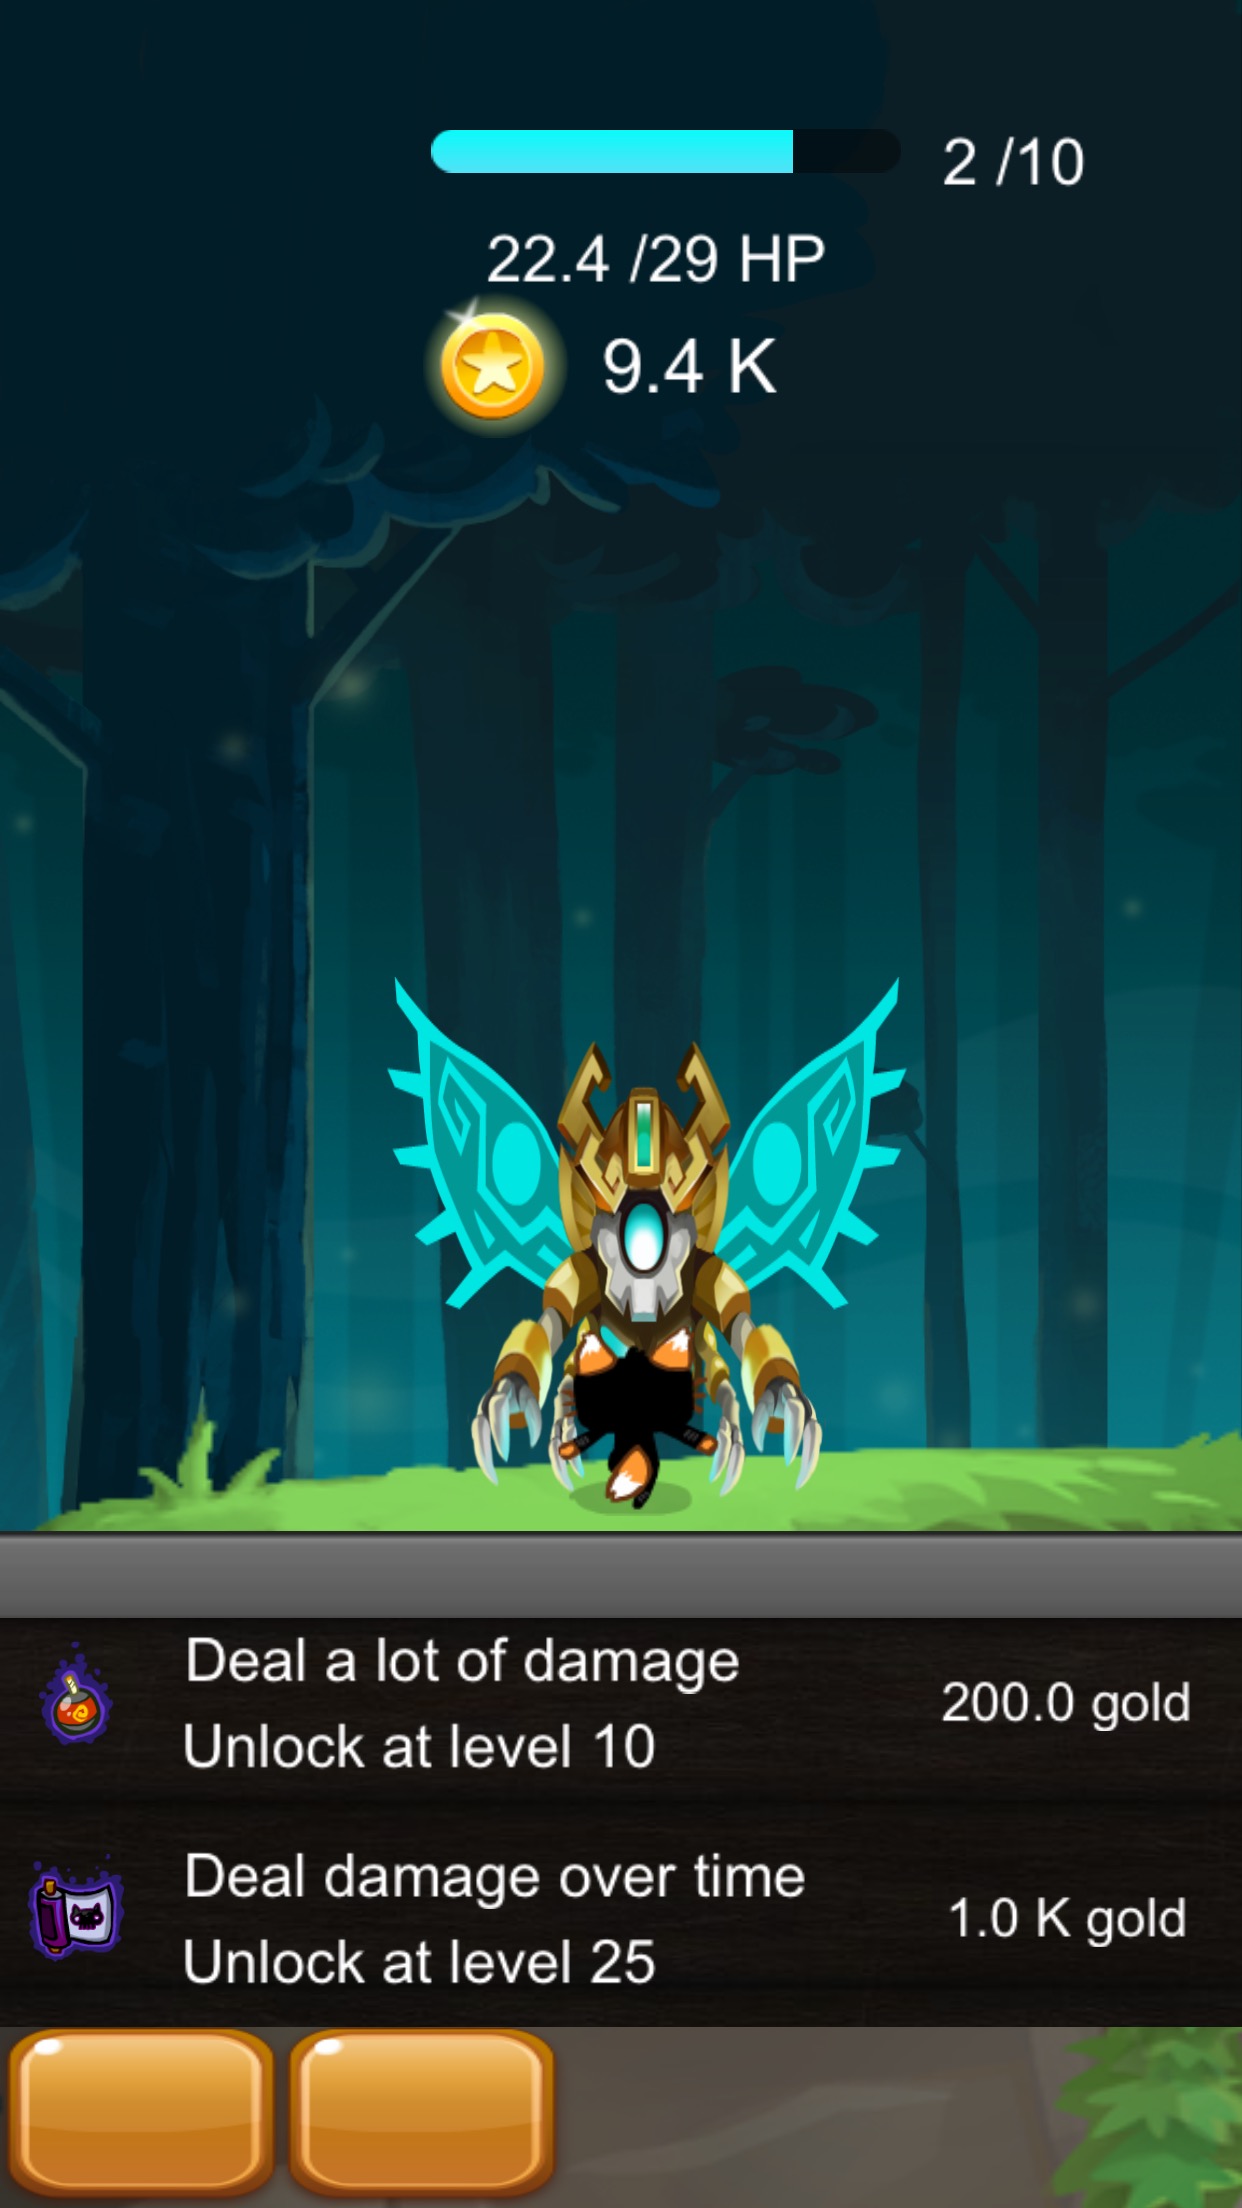 2 /10
22.4 /29 HP
9.4 K
Deal a lot of damage
200.0 gold
Unlock at level 10
Deal damage over time
1.0 K gold
Unlock at level 25